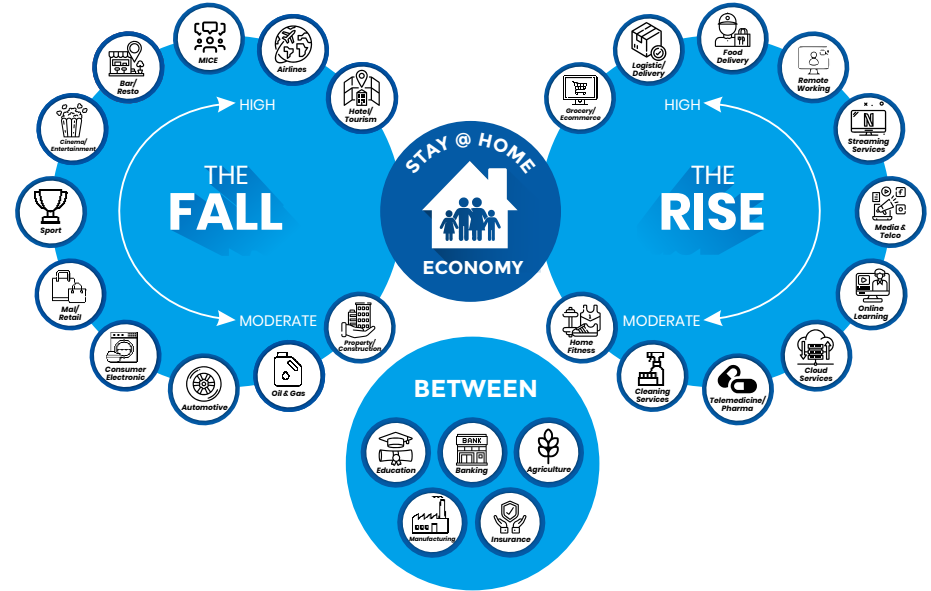 MICE
Airlines
Hotel/
Tourism
Bar/
Resto
Cinema/
Entertainment
Sport
Mal/
Retail
Consumer
Electronic
Automotive
Oil & Gas
Property/
Construction
HIGH
THE
FALL
MODERATE
STAY @ HOME
ECONOMY
Grocery/
Ecommerce
Logistic/
Delivery
Food
Delivery
Remote
Working
N
Streaming
Services
Media &
Telco
Online
Learning
Cloud
Services
Telemedicine/
Pharma
Cleaning
Services
Home
Fitness
HIGH
THE
RISE
MODERATE
BETWEEN
Education
BANK
Banking
Agriculture
Manufacturing
Insurance